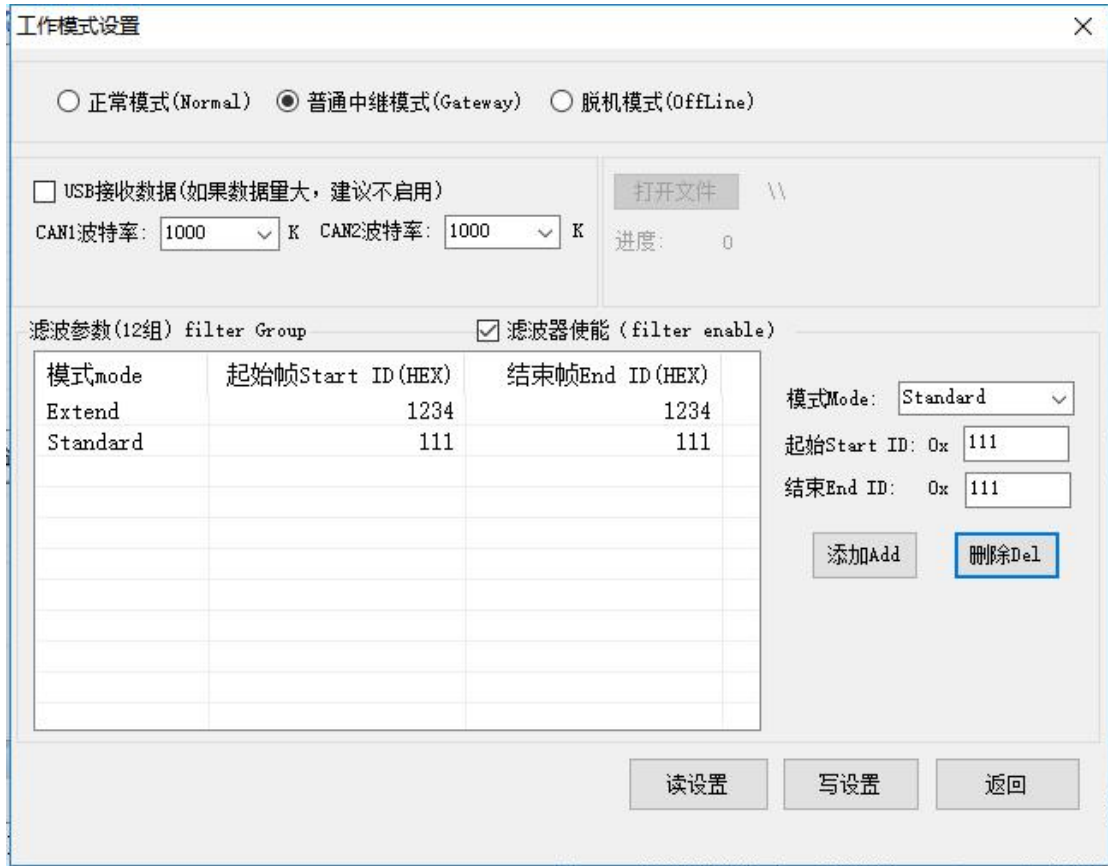 工作模式设置
正常模式(Normal) 普通中继模式(Gateway) 脱机模式(OffLine)
USB接收数据(如果数据量大，建议不启用)
打开文件 \\
CAN1波特率: 1000 K CAN2波特率: 1000 K
进度: 0
滤波参数(12组) filter Group 滤波器使能 (filter enable)
模式mode 起始帧Start ID(HEX) 结束帧End ID(HEX)
Extend 1234 1234
Standard 111 111
模式Mode: Standard
起始Start ID: 0x 111
结束End ID: 0x 111
添加Add 删除Del
读设置 写设置 返回